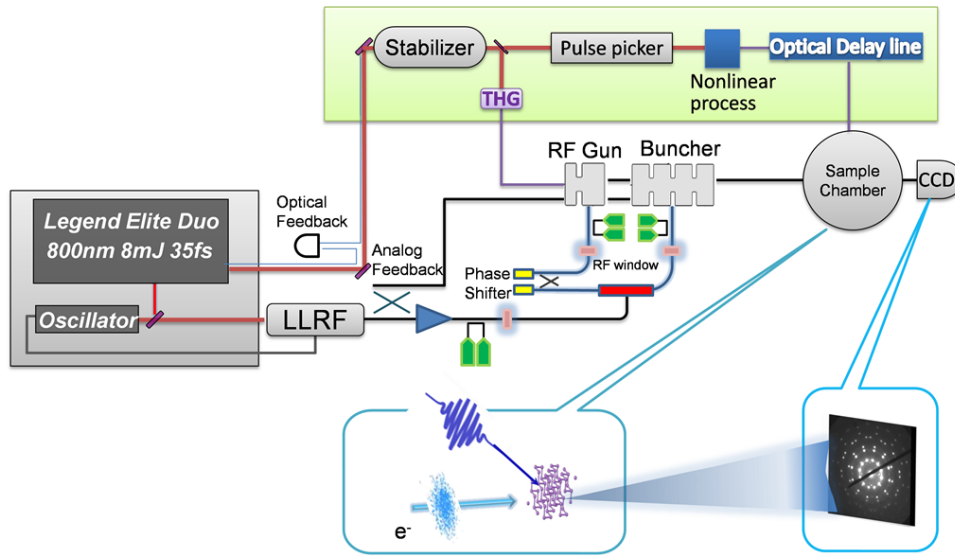 Stabilizer
Pulse picker
Optical Delay line
Nonlinear
process
THG
RF Gun
Buncher
Sample
Chamber
CCD
Legend Elite Duo
800nm 8mJ 35fs
Optical
Feedback
Analog
Feedback
Phase
Shifter
RF window
Oscillator
LLRF
e-